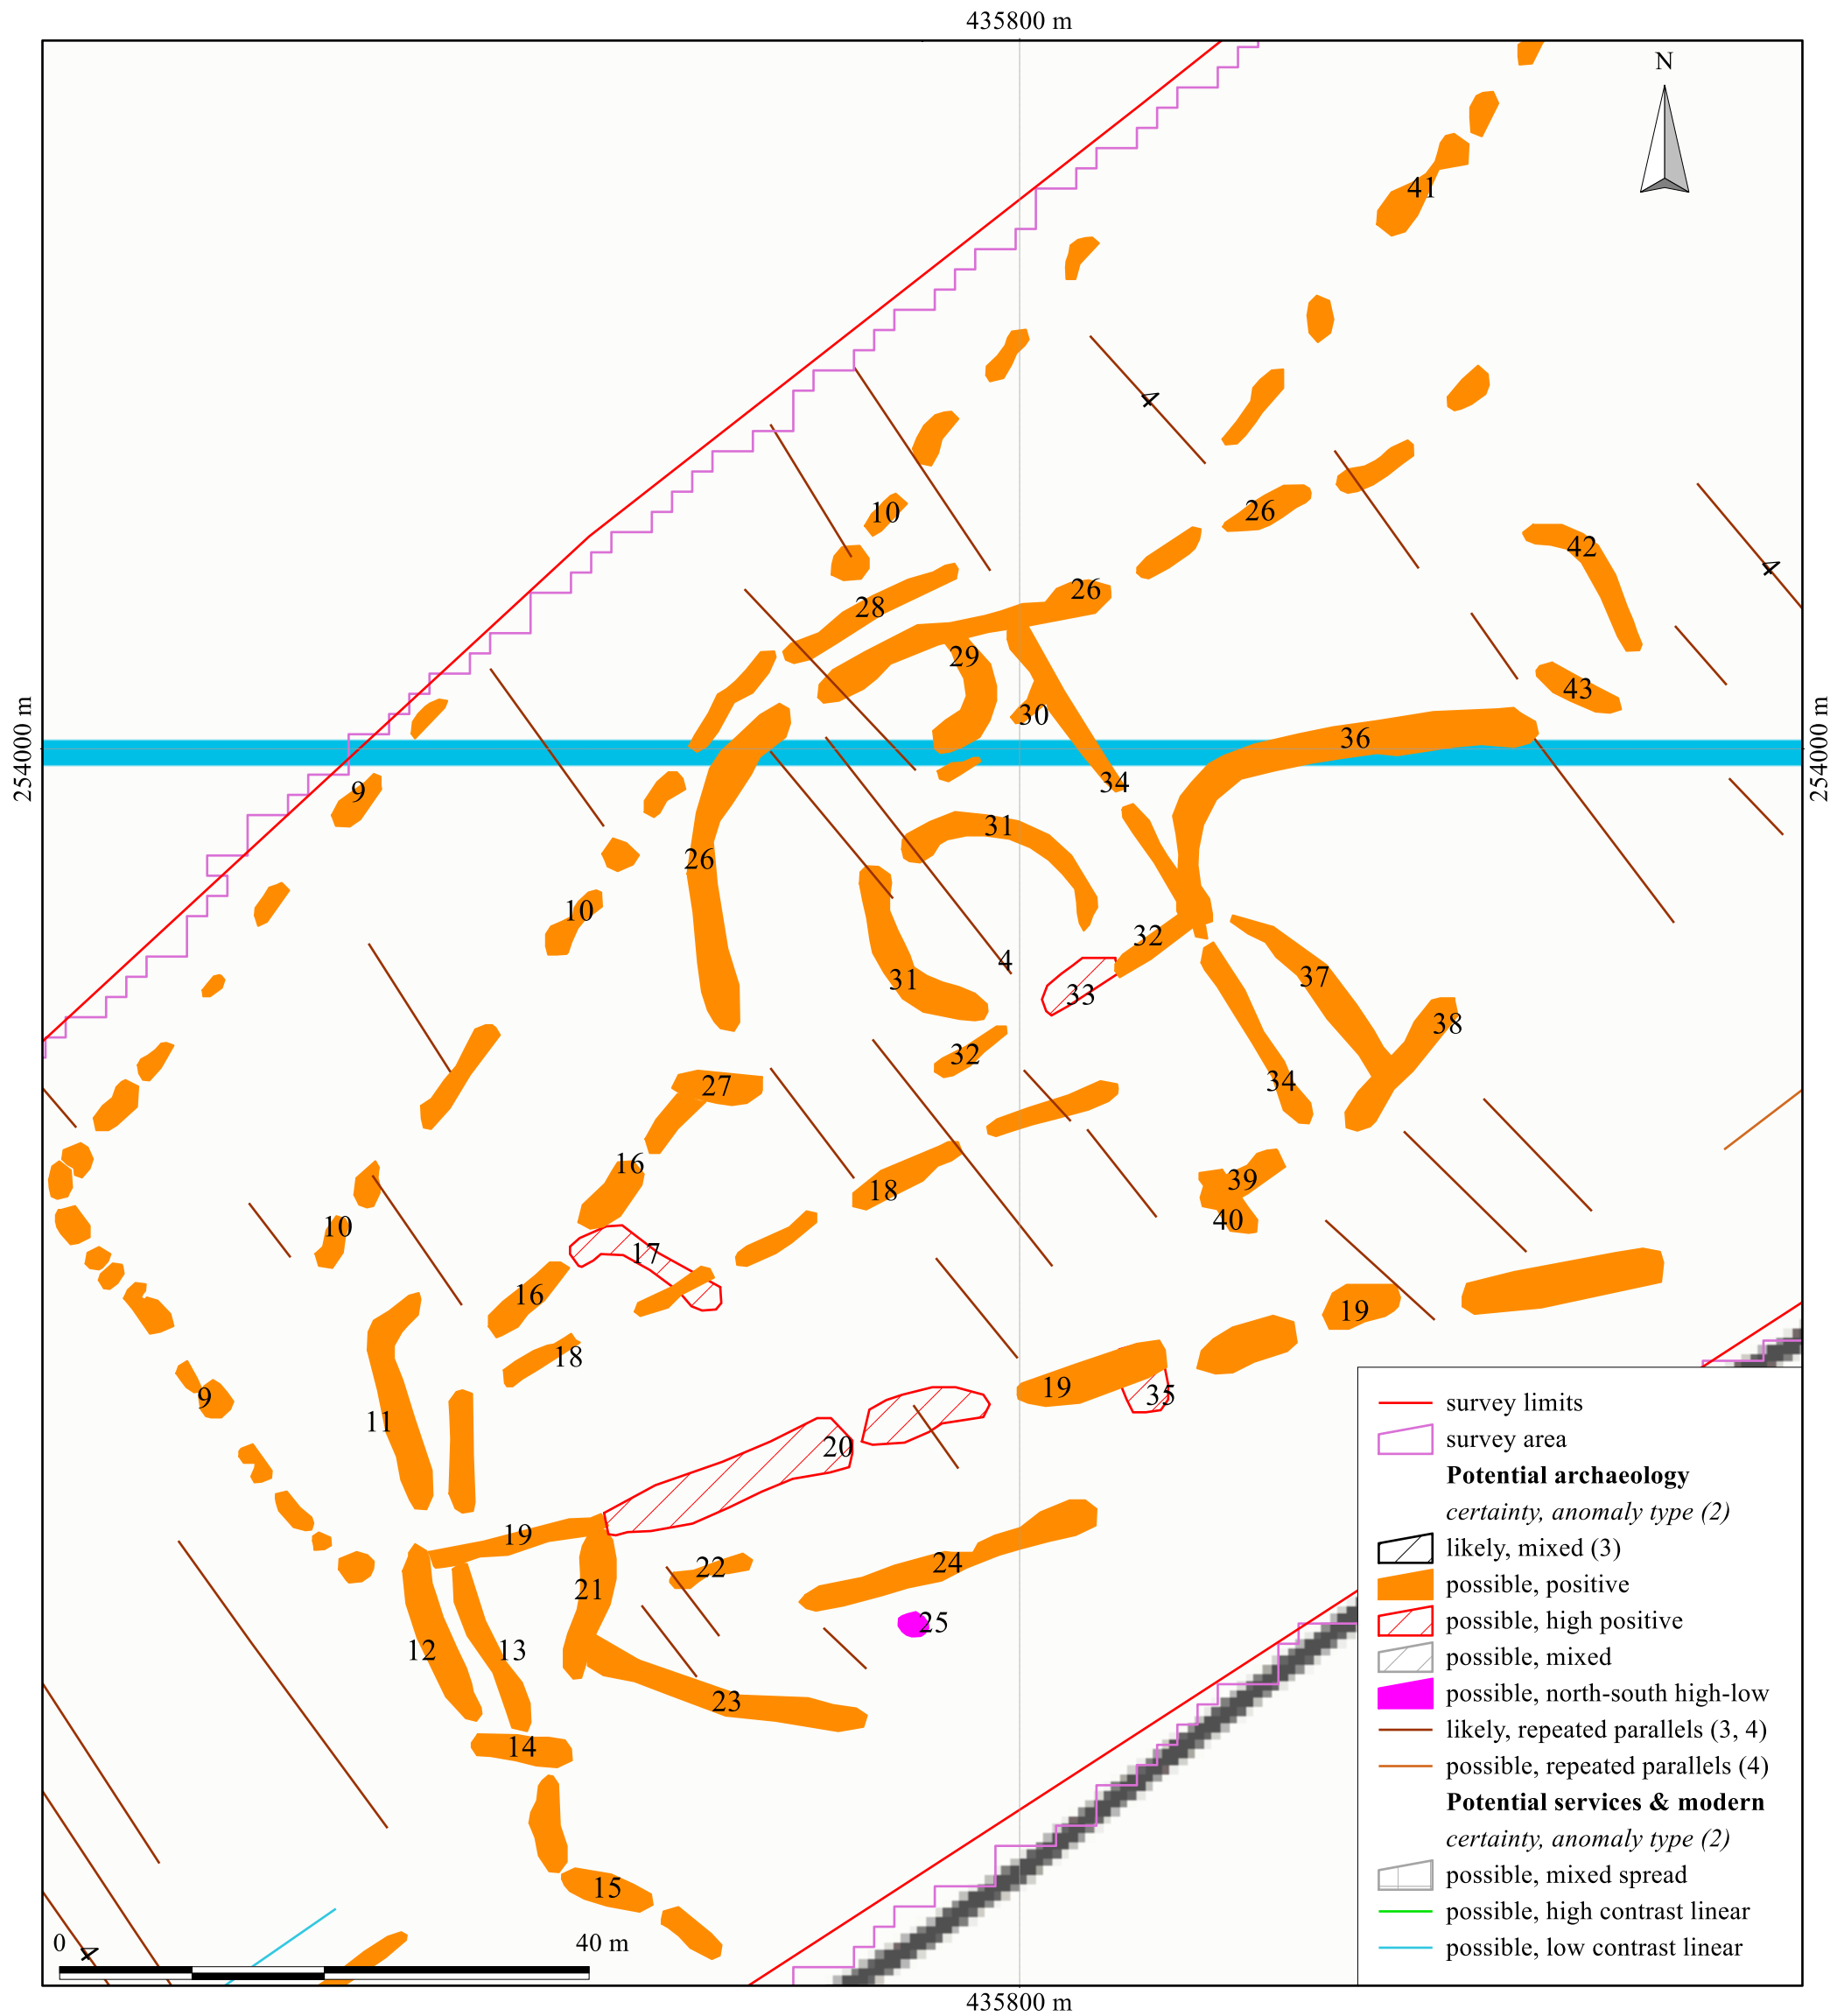 435800 m
N
41
4
10
26
42
4
28
26
29
43
30
36
254000 m
254000 m
34
9
31
26
10
32
4
37
31
33
38
32
34
27
16
39
18
40
10
17
16
19
18
19
35
9
11
20
survey limits
survey area
Potential archaeology
certainty, anomaly type (2)
19
likely, mixed (3)
22
24
21
possible, positive
25
possible, high positive
12
13
possible, mixed
23
possible, north-south high-low
14
likely, repeated parallels (3, 4)
possible, repeated parallels (4)
Potential services & modern
certainty, anomaly type (2)
15
possible, mixed spread
possible, high contrast linear
0
40 m
4
possible, low contrast linear
435800 m